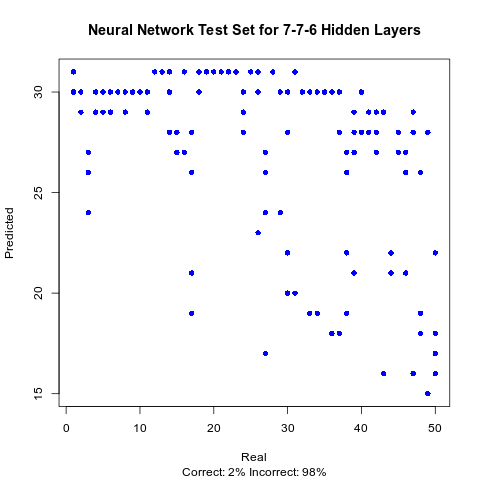 Neural Network Test Set for 7-7-6 Hidden Layers
Predicted
30
25
20
15
0 10 20 30 40 50
Real
Correct: 2% Incorrect: 98%